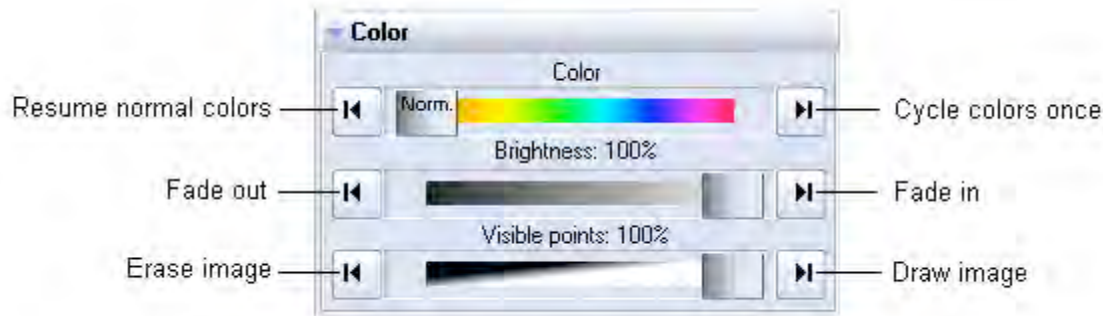 Color
Color
Resume normal colors
Norm.
Cycle colors once
Brightness: 100%
Fade out
Fade in
Visible points: 100%
Erase image
Draw image